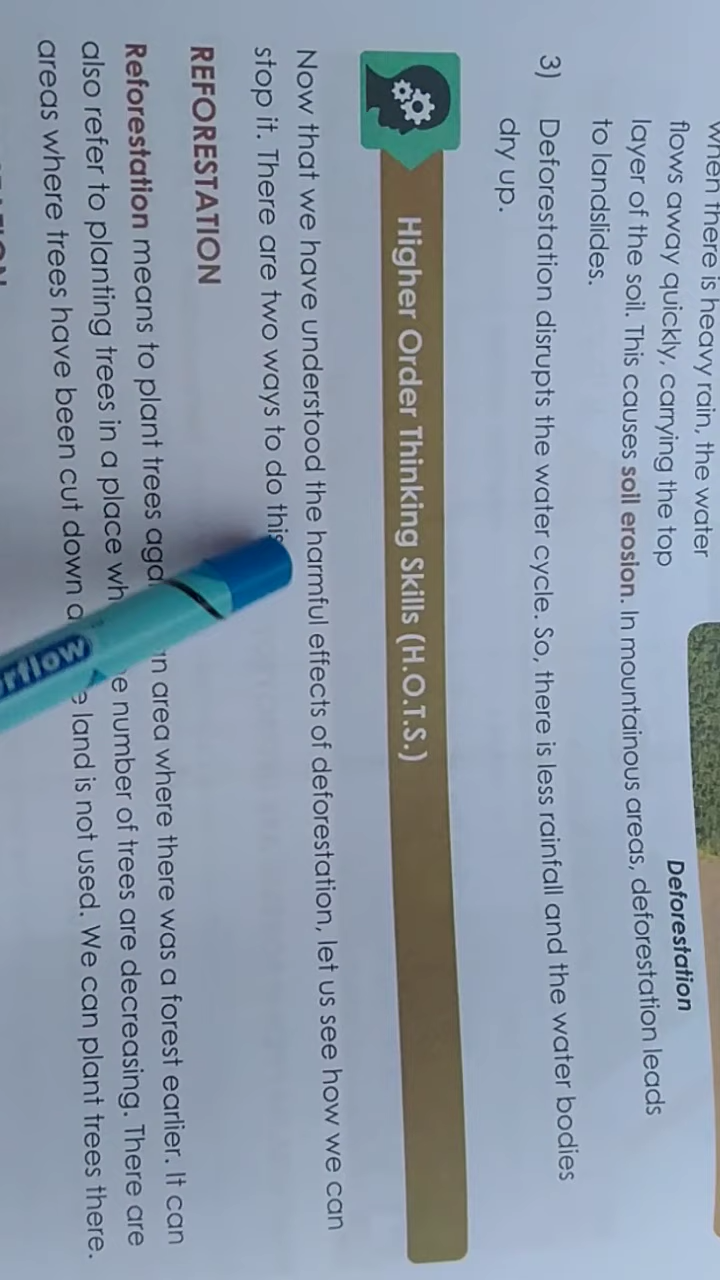 When there is heavy rain, the water
flows away quickly, carrying the top
layer of the soil. This causes soil erosion. In mountainous areas, deforestation leads
to landslides.
Deforestation
3) Deforestation disrupts the water cycle. So, there is less rainfall and the water bodies
dry up.
Higher Order Thinking Skills (H.O.T.S.)
Now that we have understood the harmful effects of deforestation, let us see how we can
stop it. There are two ways to do this
REFORESTATION
Reforestation means to plant trees area where there was a forest earlier. It can
also refer to planting trees in a place number of trees are decreasing. There are
areas where trees have been cut down land is not used. We can plant trees there.